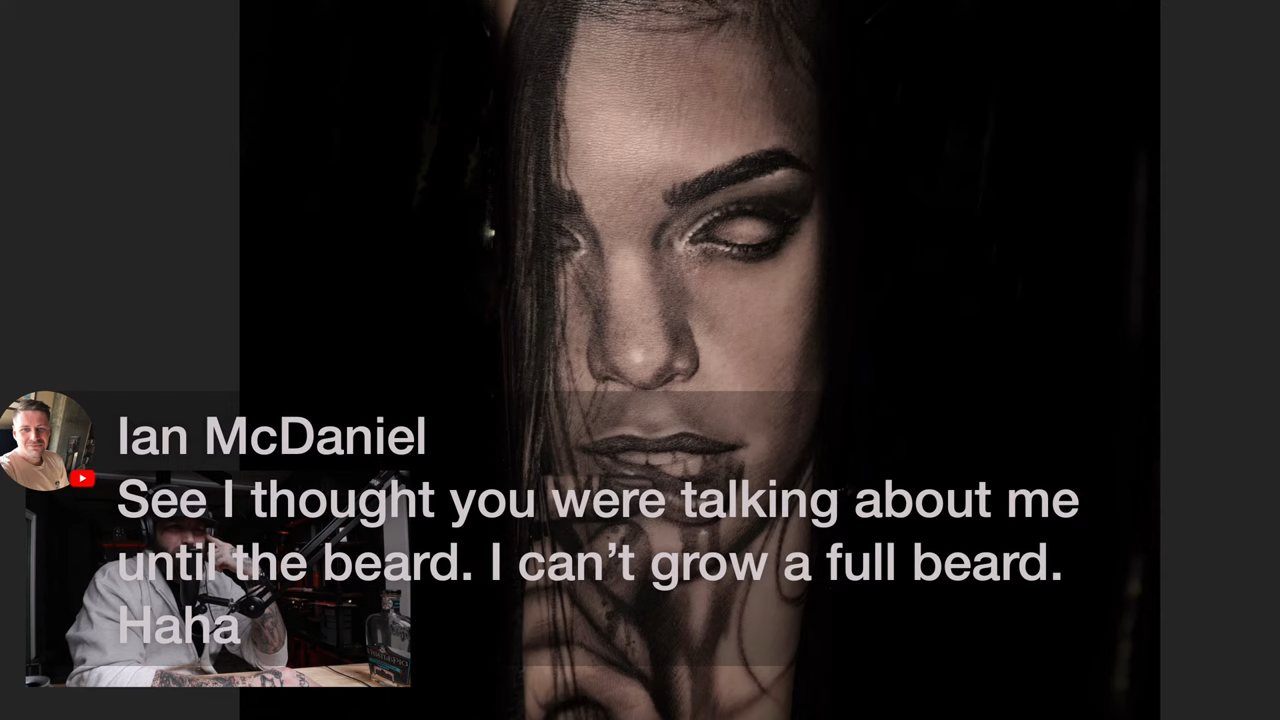 Ian McDaniel
See I thought you were talking about me
until the beard. I can’t grow a full beard.
Haha